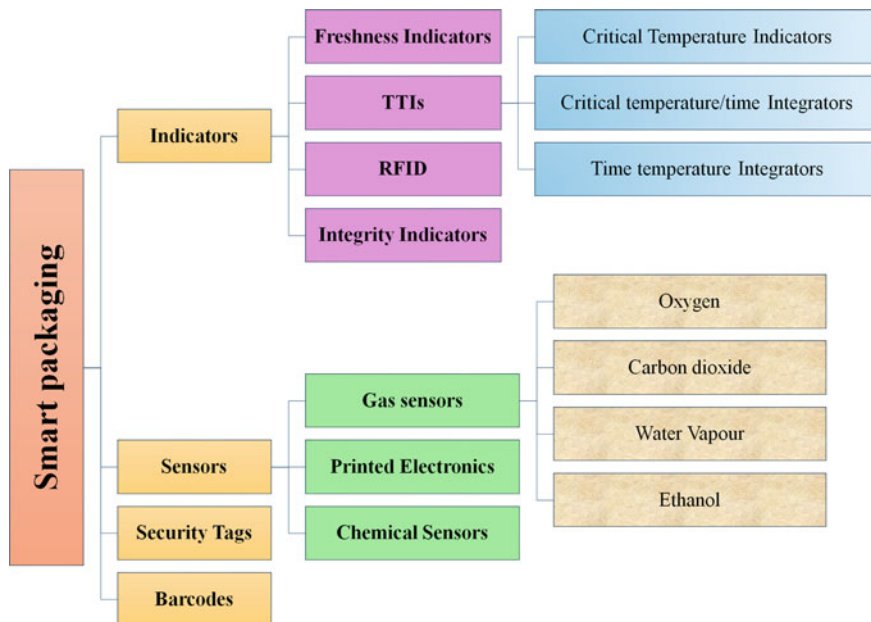 Smart packaging
Indicators
Freshness Indicators
TTIs
Critical Temperature Indicators
Critical temperature/time Integrators
Time temperature Integrators
RFID
Integrity Indicators
Sensors
Gas sensors
Oxygen
Carbon dioxide
Water Vapour
Ethanol
Printed Electronics
Chemical Sensors
Security Tags
Barcodes